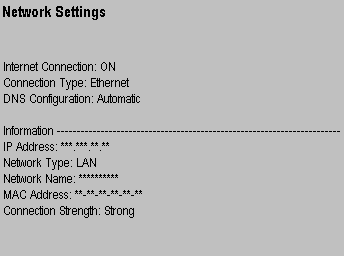 Network Settings
Internet Connection: ON
Connection Type: Ethernet
DNS Configuration: Automatic
Information ------------------------------------------------------------------------
IP Address: ***.***.**.**
Network Type: LAN
Network Name: *********
MAC Address: **-**-**-**-**-**
Connection Strength: Strong